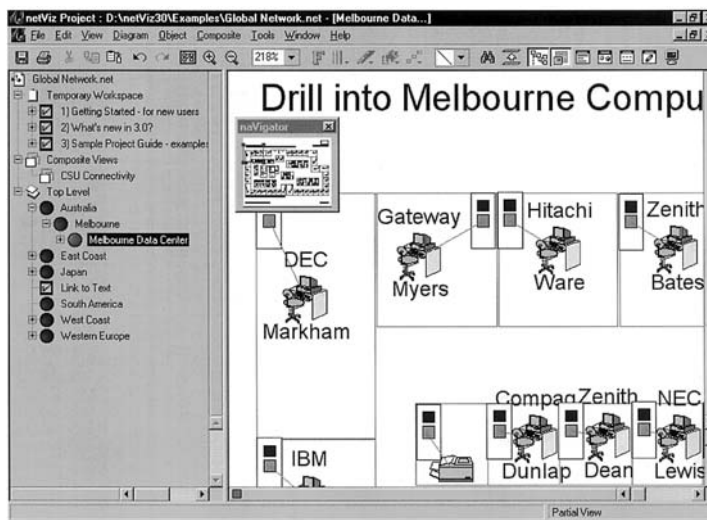 netViz Project : D:\netViz30\Examples\Global Network.net - [Melbourne Data...]
File Edit View Diagram Object Composite Tools Window Help
218%
Global Network.net
Temporary Workspace
1) Getting Started - for new users
2) What's new in 3.0?
3) Sample Project Guide - examples
Composite Views
CSU Connectivity
Top Level
Australia
Melbourne
Melbourne Data Center
East Coast
Japan
Link to Text
South America
West Coast
Western Europe
Drill into Melbourne Compu
naVigator
Gateway
Hitachi
Zenith
DEC
Myers
Ware
Bates
Markham
Compaq
Zenith
NEC
IBM
Dunlap
Dean
Lewis
Partial View